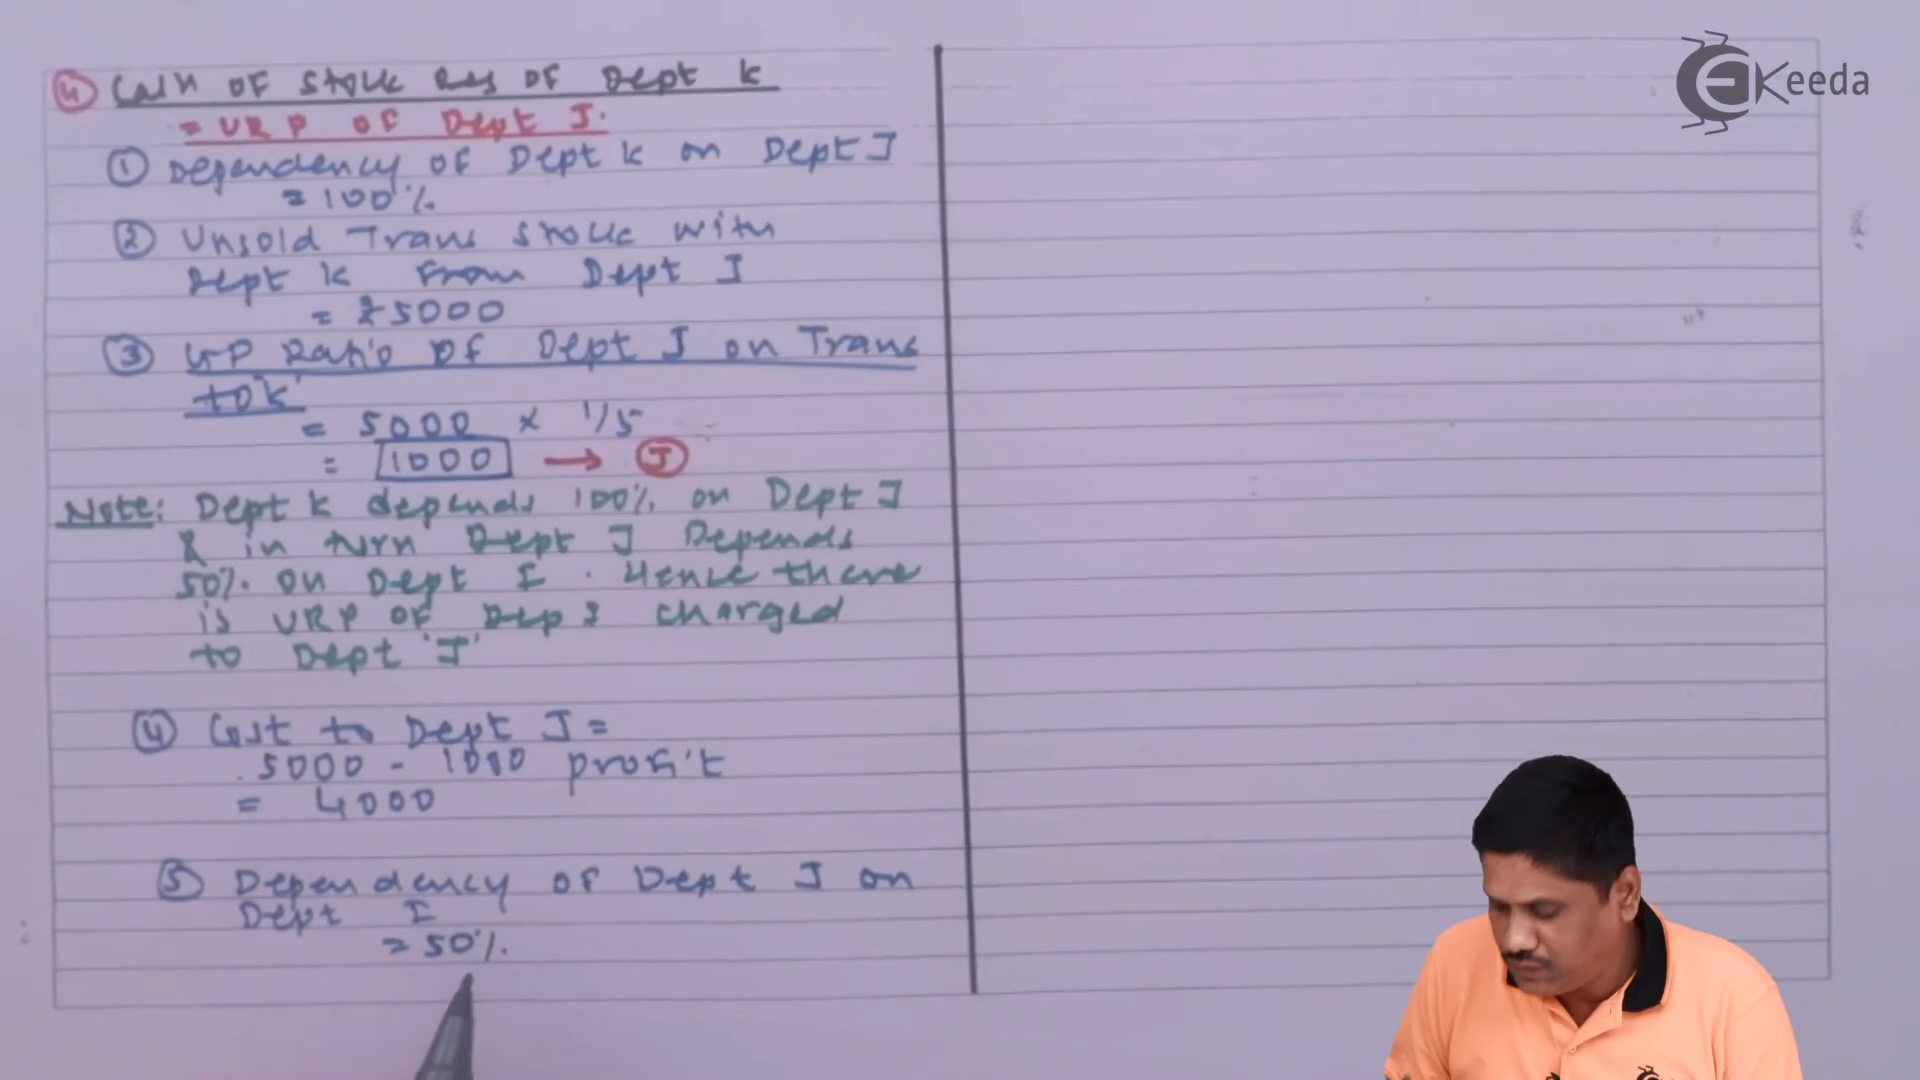 ④ Caln OF Stock Res OF Dept K
= URP OF Dept J.
① Dependency OF Dept K on Dept J
= 100%.
② Unsold Trans Stock with
Dept K From Dept J
= ₹5000
③ GP Ratio OF Dept J on Trans
to 'K'
= 5000 × 1/5
= 1000 → J
Note: Dept K depends 100% on Dept J
& in turn Dept J Depends
50% on Dept I. Hence there
is URP OF Dep I charged
to Dept 'J'
④ Cost to Dept J =
5000 - 1000 profit
= 4000
⑤ Dependency OF Dept J on
Dept I
= 50%.
EKeeda